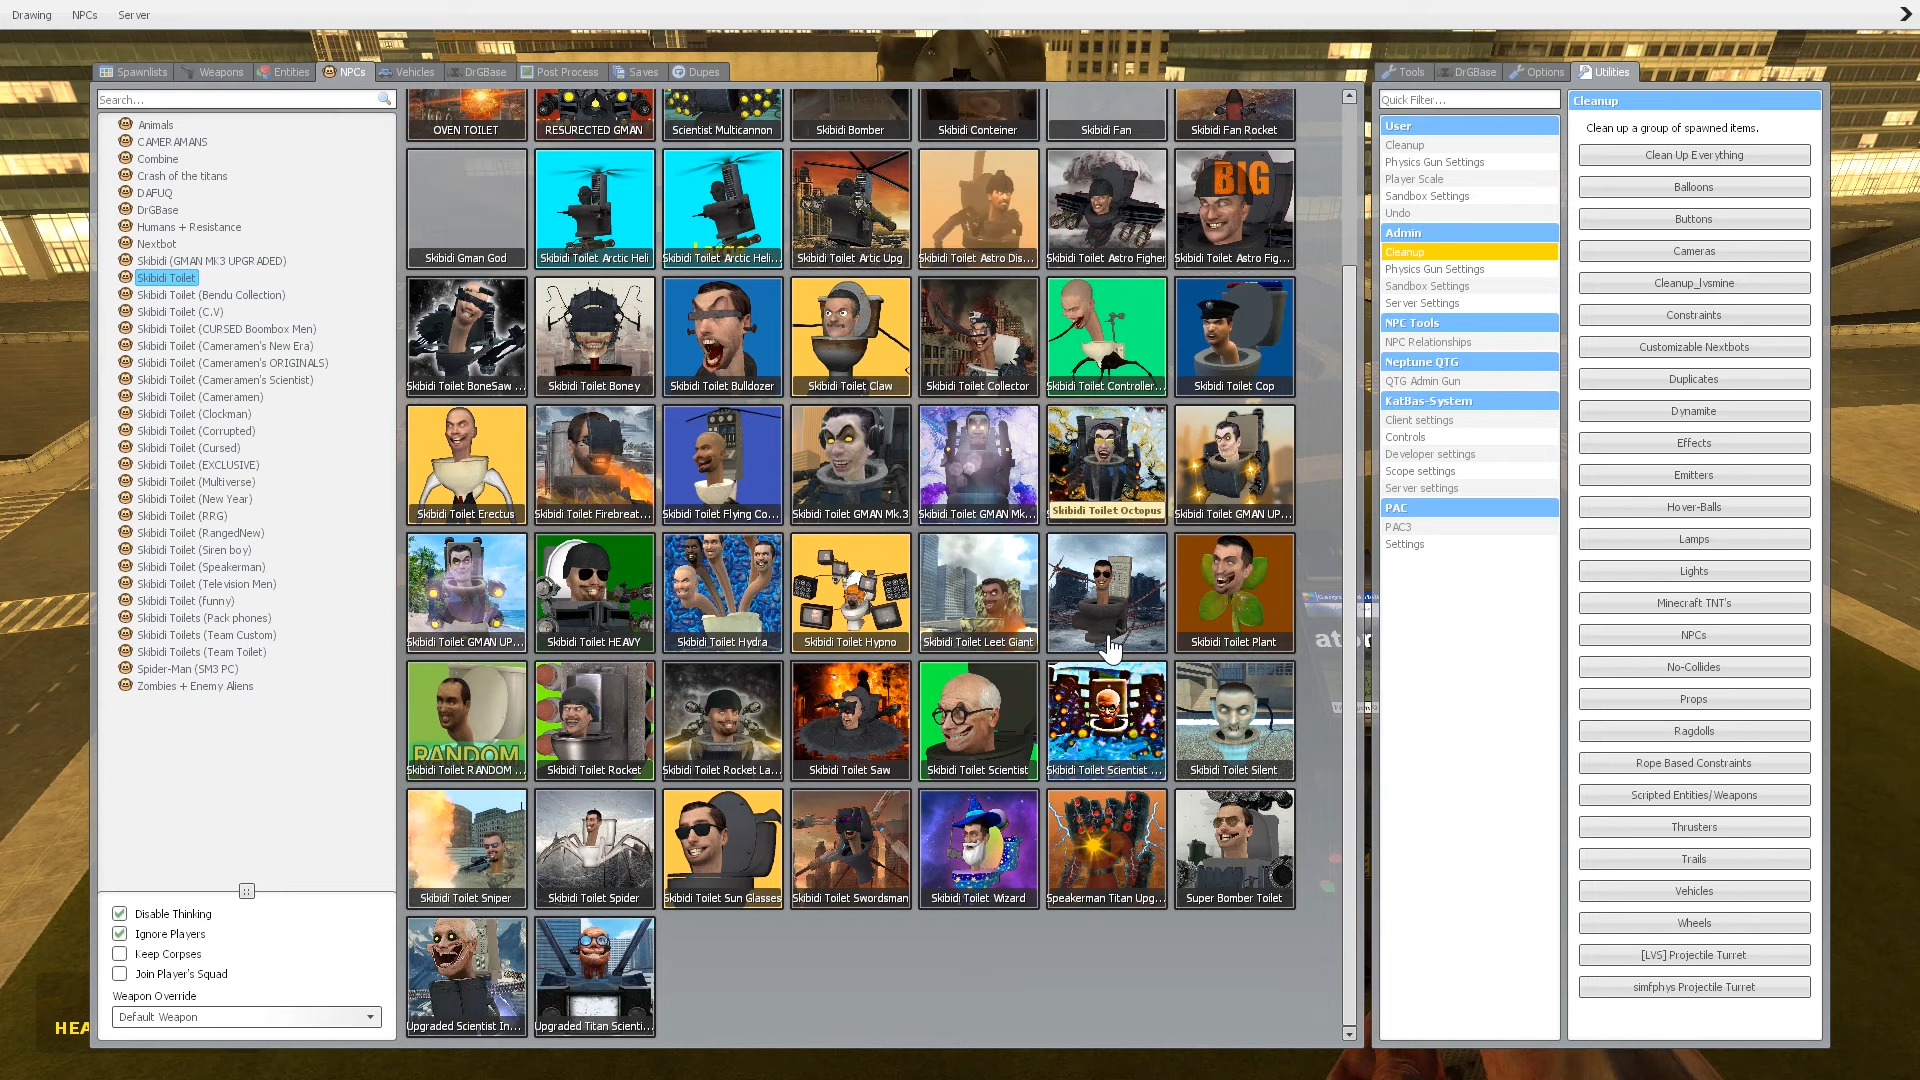 Drawing NPCs Server
Spawnlists Weapons Entities NPCs Vehicles DrGBase Post Process Saves Dupes
Tools DrGBase Options Utilities
Search...
Animals
CAMERAMANS
Combine
Crash of the titans
DAFUQ
DrGBase
Humans + Resistance
Nextbot
Skibidi (GMAN MK3 UPGRADED)
Skibidi Toilet
Skibidi Toilet (Bendu Collection)
Skibidi Toilet (C.V)
Skibidi Toilet (CURSED Boombox Men)
Skibidi Toilet (Cameramen's New Era)
Skibidi Toilet (Cameramen's ORIGINALS)
Skibidi Toilet (Cameramen's Scientist)
Skibidi Toilet (Cameramen)
Skibidi Toilet (Clockman)
Skibidi Toilet (Corrupted)
Skibidi Toilet (Cursed)
Skibidi Toilet (EXCLUSIVE)
Skibidi Toilet (Multiverse)
Skibidi Toilet (New Year)
Skibidi Toilet (RRG)
Skibidi Toilet (RangedNew)
Skibidi Toilet (Siren boy)
Skibidi Toilet (Speakerman)
Skibidi Toilet (Television Men)
Skibidi Toilet (funny)
Skibidi Toilets (Pack phones)
Skibidi Toilets (Team Custom)
Skibidi Toilets (Team Toilet)
Spider-Man (SM3 PC)
Zombies + Enemy Aliens
Disable Thinking
Ignore Players
Keep Corpses
Join Player's Squad
Weapon Override
Default Weapon
HEA
OVEN TOILET RESURECTED GMAN Scientist Multicannon Skibidi Bomber Skibidi Conteiner Skibidi Fan Skibidi Fan Rocket
BIG
Skibidi Gman God Skibidi Toilet Arctic Heli Skibidi Toilet Arctic Heli... Skibidi Toilet Artic Upg Skibidi Toilet Astro Dis... Skibidi Toilet Astro Figher Skibidi Toilet Astro Fig...
Skibidi Toilet BoneSaw ... Skibidi Toilet Boney Skibidi Toilet Bulldozer Skibidi Toilet Claw Skibidi Toilet Collector Skibidi Toilet Controller... Skibidi Toilet Cop
Skibidi Toilet Erectus Skibidi Toilet Firebreat... Skibidi Toilet Flying Co... Skibidi Toilet GMAN Mk.3 Skibidi Toilet GMAN Mk... Skibidi Toilet Octopus Skibidi Toilet GMAN UP...
Skibidi Toilet GMAN UP... Skibidi Toilet HEAVY Skibidi Toilet Hydra Skibidi Toilet Hypno Skibidi Toilet Leet Giant Skibidi Toilet Plant
RANDOM
Skibidi Toilet RANDOM ... Skibidi Toilet Rocket Skibidi Toilet Rocket La... Skibidi Toilet Saw Skibidi Toilet Scientist Skibidi Toilet Scientist ... Skibidi Toilet Silent
Skibidi Toilet Sniper Skibidi Toilet Spider Skibidi Toilet Sun Glasses Skibidi Toilet Swordsman Skibidi Toilet Wizard Speakerman Titan Upg... Super Bomber Toilet
Upgraded Scientist In... Upgraded Titan Scienti...
Quick Filter...
User
Cleanup
Physics Gun Settings
Player Scale
Sandbox Settings
Undo
Admin
Cleanup
Physics Gun Settings
Sandbox Settings
Server Settings
NPC Tools
NPC Relationships
Neptune QTG
QTG Admin Gun
KatBas-System
Client settings
Controls
Developer settings
Scope settings
Server settings
PAC
PAC3
Settings
Cleanup
Clean up a group of spawned items.
Clean Up Everything
Balloons
Buttons
Cameras
Cleanup_lvsmine
Constraints
Customizable Nextbots
Duplicates
Dynamite
Effects
Emitters
Hover-Balls
Lamps
Lights
Minecraft TNT's
NPCs
No-Collides
Props
Ragdolls
Rope Based Constraints
Scripted Entities/Weapons
Thrusters
Trails
Vehicles
Wheels
[LVS] Projectile Turret
simfphys Projectile Turret